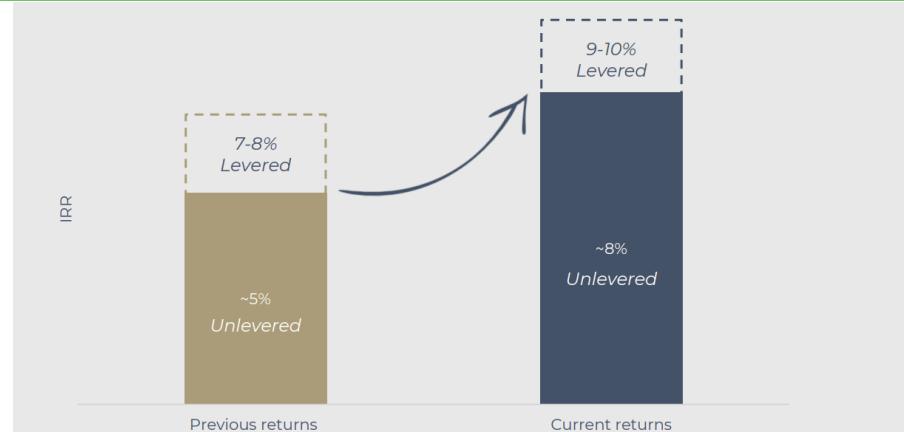 9-10%
Levered
7-8%
Levered
IRR
~8%
Unlevered
~5%
Unlevered
Previous returns
Current returns